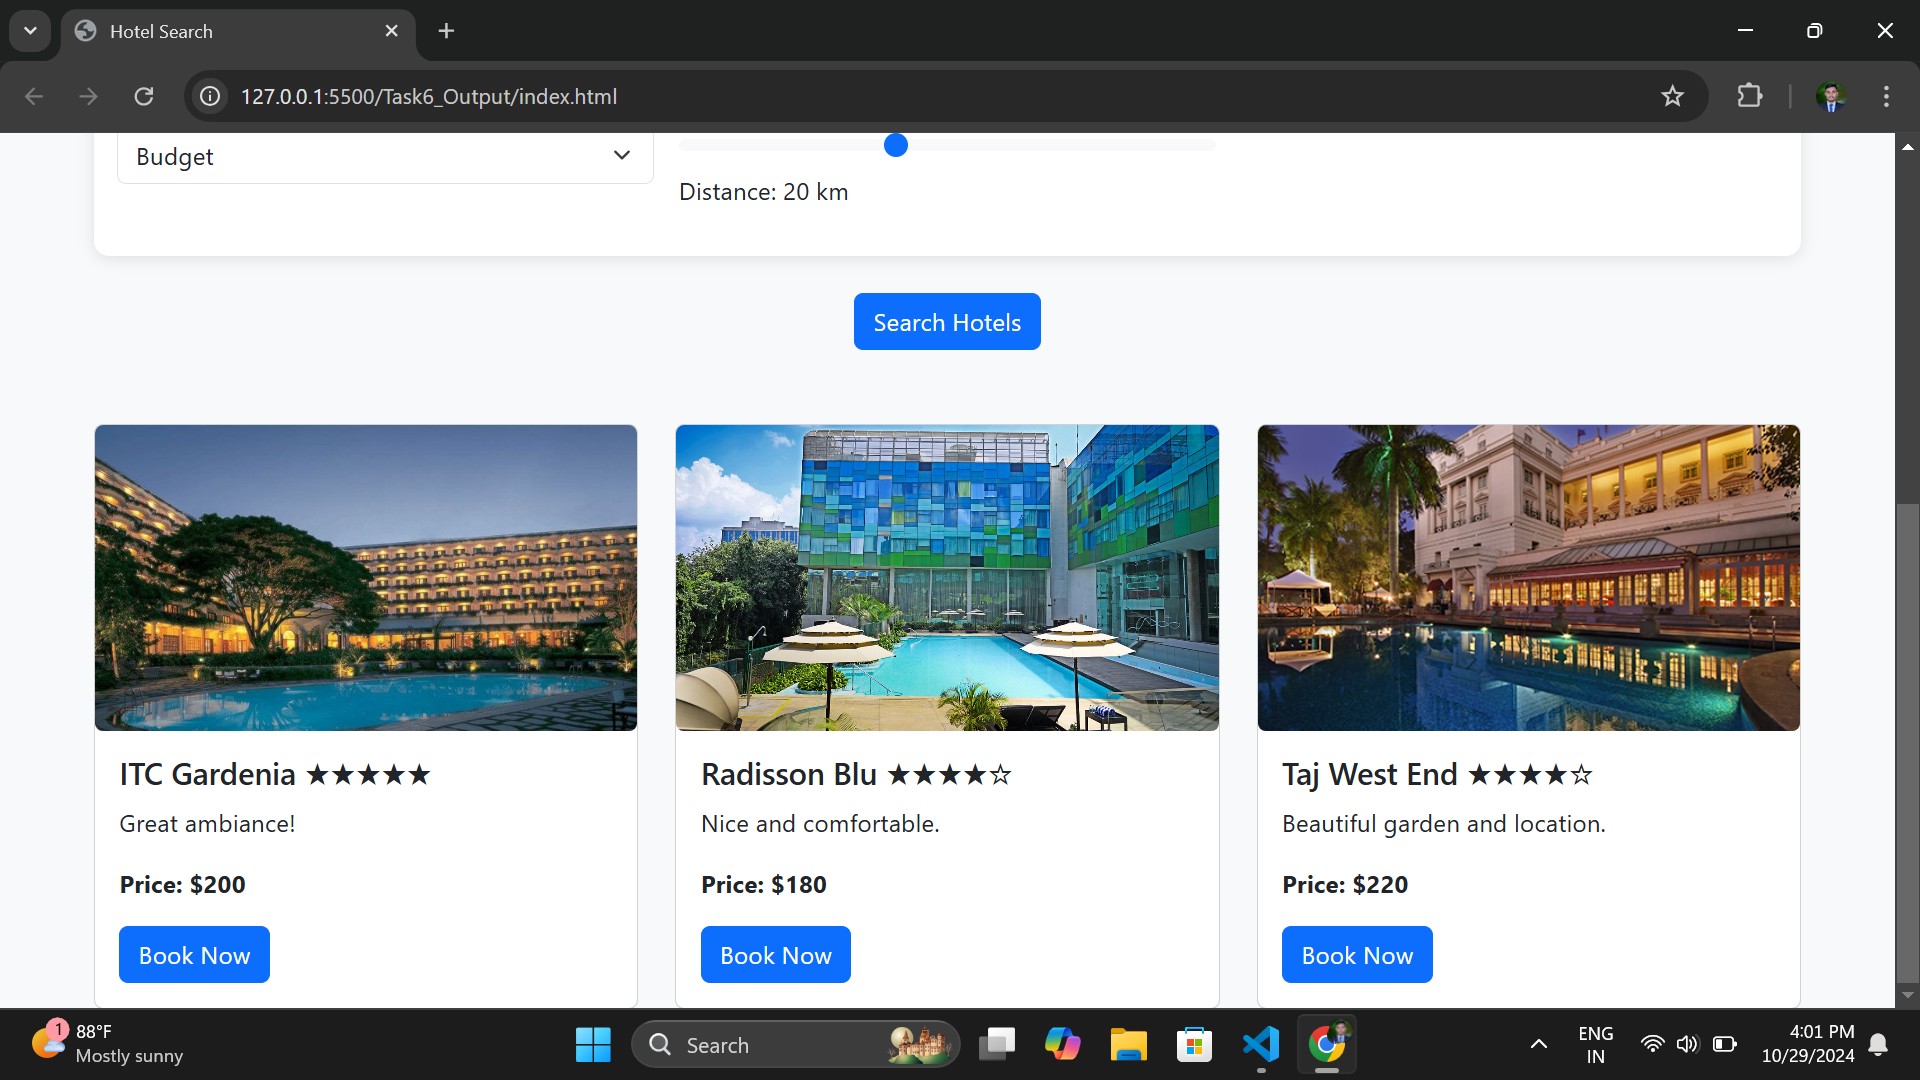 Hotel Search
127.0.0.1:5500/Task6_Output/index.html
Budget
Distance: 20 km
Search Hotels
ITC Gardenia ★★★★★
Great ambiance!
Price: $200
Book Now
Radisson Blu ★★★★☆
Nice and comfortable.
Price: $180
Book Now
Taj West End ★★★★☆
Beautiful garden and location.
Price: $220
Book Now
1
88°F
Mostly sunny
Search
ENG
IN
4:01 PM
10/29/2024